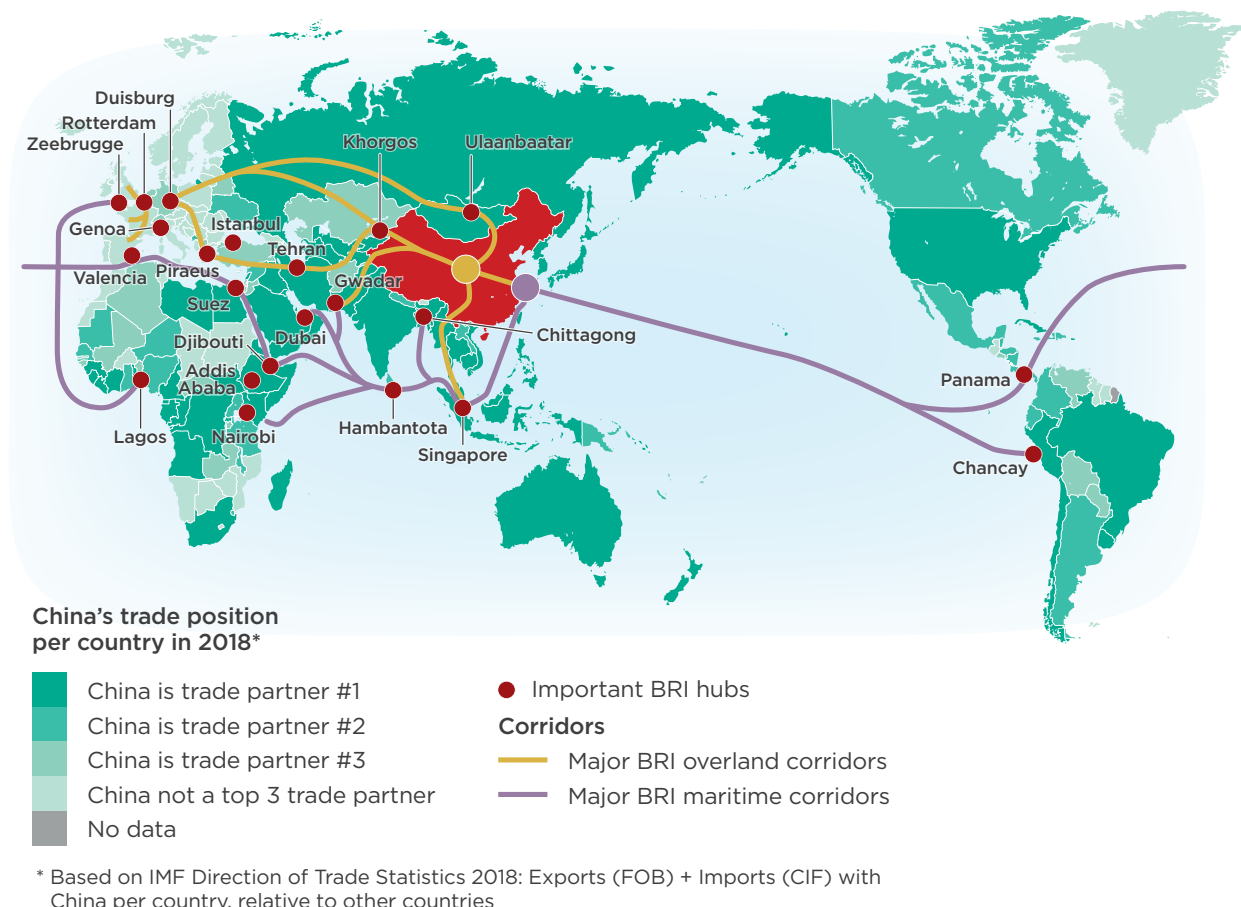 Duisburg
Rotterdam
Zeebrugge
Khorgos
Ulaanbaatar
Genoa
Istanbul
Tehran
Valencia
Piraeus
Gwadar
Suez
Dubai
Chittagong
Djibouti
Addis
Ababa
Panama
Lagos
Nairobi
Hambantota
Singapore
Chancay
China’s trade position
per country in 2018*
China is trade partner #1
China is trade partner #2
China is trade partner #3
China not a top 3 trade partner
No data
Important BRI hubs
Corridors
Major BRI overland corridors
Major BRI maritime corridors
* Based on IMF Direction of Trade Statistics 2018: Exports (FOB) + Imports (CIF) with
China per country, relative to other countries